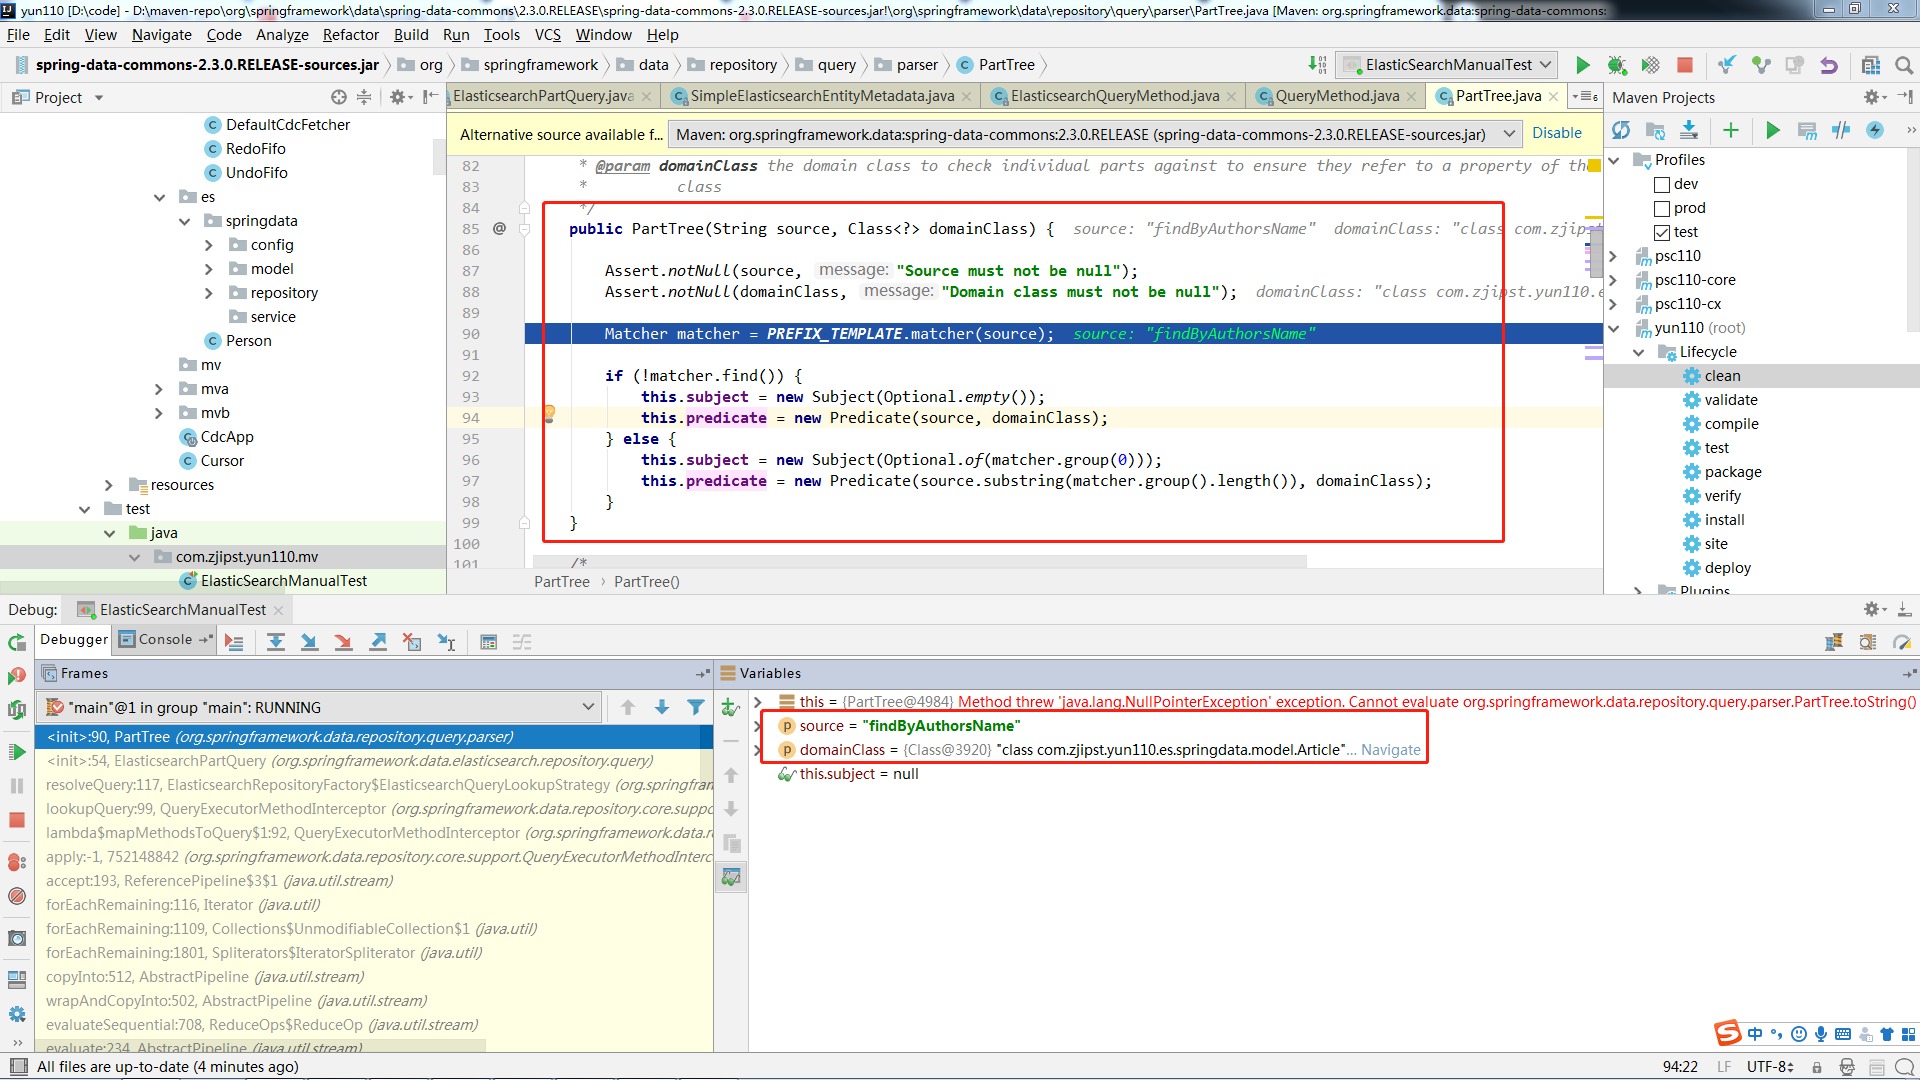 yun110 [D:\code] - D:\maven-repo\org\springframework\data\spring-data-commons\2.3.0.RELEASE\spring-data-commons-2.3.0.RELEASE-sources.jar!\org\springframework\data\repository\query\parser\PartTree.java [Maven: org.springframework.data:spring-data-commons:
File Edit View Navigate Code Analyze Refactor Build Run Tools VCS Window Help
spring-data-commons-2.3.0.RELEASE-sources.jar org springframework data repository query parser PartTree ElasticSearchManualTest
Project
ElasticsearchPartQuery.java SimpleElasticsearchEntityMetadata.java ElasticsearchQueryMethod.java QueryMethod.java PartTree.java
Alternative source available f... Maven: org.springframework.data:spring-data-commons:2.3.0.RELEASE (spring-data-commons-2.3.0.RELEASE-sources.jar) Disable
DefaultCdcFetcher
RedoFifo
UndoFifo
es
springdata
config
model
repository
service
Person
mv
mva
mvb
CdcApp
Cursor
resources
test
java
com.zjipst.yun110.mv
ElasticSearchManualTest
82 * @param domainClass the domain class to check individual parts against to ensure they refer to a property of the
83 * class
84 */
85 @ public PartTree(String source, Class<?> domainClass) { source: "findByAuthorsName" domainClass: "class com.zjipst
86
87 Assert.notNull(source, message: "Source must not be null");
88 Assert.notNull(domainClass, message: "Domain class must not be null"); domainClass: "class com.zjipst.yun110.e
89
90 Matcher matcher = PREFIX_TEMPLATE.matcher(source); source: "findByAuthorsName"
91
92 if (!matcher.find()) {
93 this.subject = new Subject(Optional.empty());
94 this.predicate = new Predicate(source, domainClass);
95 } else {
96 this.subject = new Subject(Optional.of(matcher.group(0)));
97 this.predicate = new Predicate(source.substring(matcher.group().length()), domainClass);
98 }
99 }
100
101 /*
PartTree › PartTree()
Maven Projects
Profiles
dev
prod
test
psc110
psc110-core
psc110-cx
yun110 (root)
Lifecycle
clean
validate
compile
test
package
verify
install
site
deploy
Plugins
Debug: ElasticSearchManualTest
Debugger Console
Frames
"main"@1 in group "main": RUNNING
<init>:90, PartTree (org.springframework.data.repository.query.parser)
<init>:54, ElasticsearchPartQuery (org.springframework.data.elasticsearch.repository.query)
resolveQuery:117, ElasticsearchRepositoryFactory$ElasticsearchQueryLookupStrategy (org.springfram
lookupQuery:99, QueryExecutorMethodInterceptor (org.springframework.data.repository.core.suppo
lambda$mapMethodsToQuery$1:92, QueryExecutorMethodInterceptor (org.springframework.data.r
apply:-1, 752148842 (org.springframework.data.repository.core.support.QueryExecutorMethodInterc
accept:193, ReferencePipeline$3$1 (java.util.stream)
forEachRemaining:116, Iterator (java.util)
forEachRemaining:1109, Collections$UnmodifiableCollection$1 (java.util)
forEachRemaining:1801, Spliterators$IteratorSpliterator (java.util)
copyInto:512, AbstractPipeline (java.util.stream)
wrapAndCopyInto:502, AbstractPipeline (java.util.stream)
evaluateSequential:708, ReduceOps$ReduceOp (java.util.stream)
evaluate:234, AbstractPipeline (java.util.stream)
Variables
this = {PartTree@4984} Method threw 'java.lang.NullPointerException' exception. Cannot evaluate org.springframework.data.repository.query.parser.PartTree.toString()
source = "findByAuthorsName"
domainClass = {Class@3920} "class com.zjipst.yun110.es.springdata.model.Article"... Navigate
this.subject = null
中
All files are up-to-date (4 minutes ago) 94:22 LF UTF-8